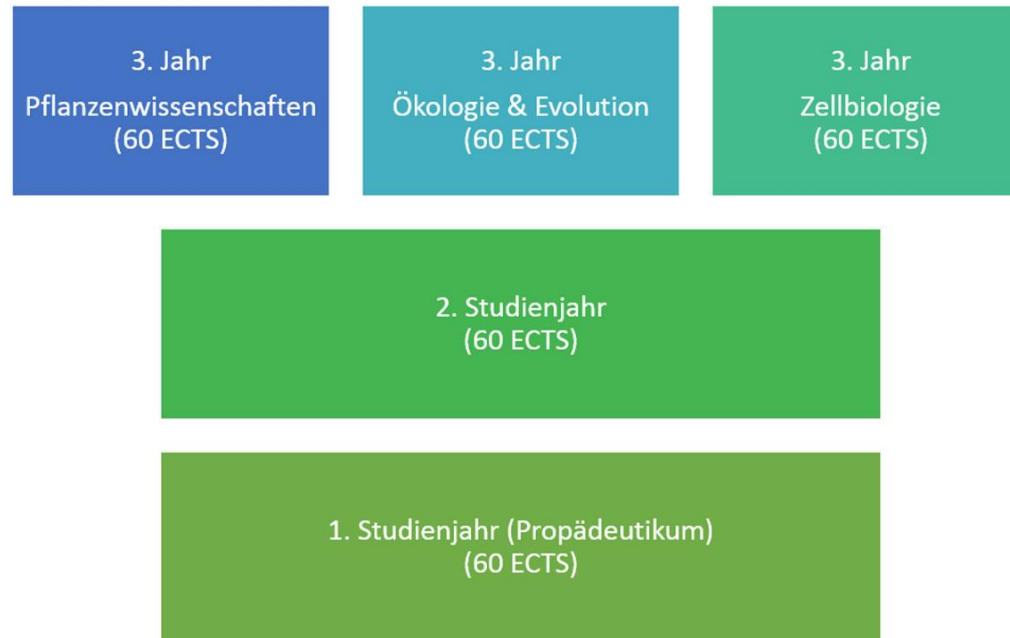 3. Jahr
Pflanzenwissenschaften
(60 ECTS)
3. Jahr
Ökologie & Evolution
(60 ECTS)
3. Jahr
Zellbiologie
(60 ECTS)
2. Studienjahr
(60 ECTS)
1. Studienjahr (Propädeutikum)
(60 ECTS)